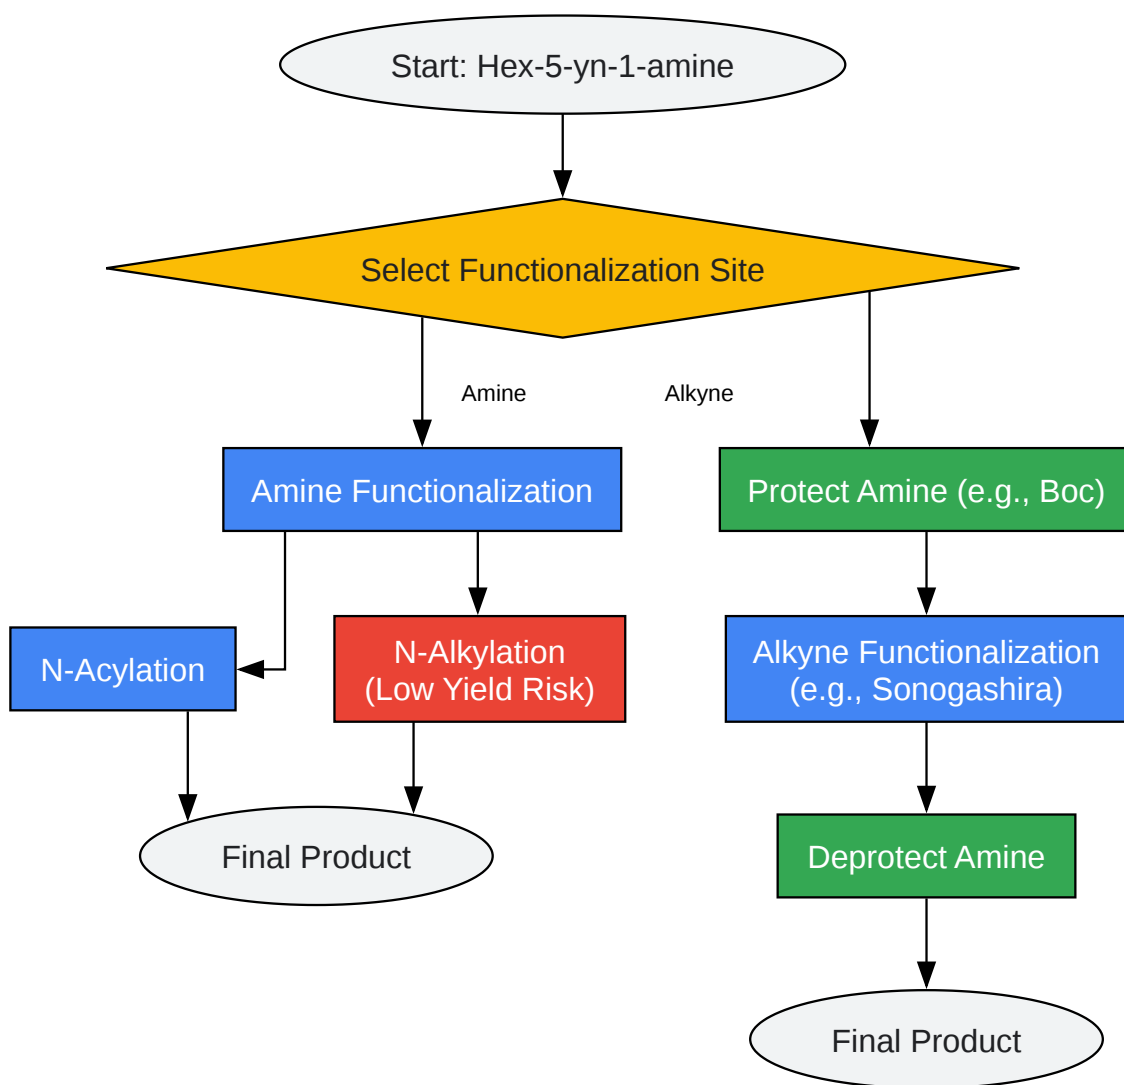 Start: Hex-5-yn-1-amine
Select Functionalization Site
Amine
Alkyne
Amine Functionalization
Protect Amine (e.g., Boc)
N-Acylation
N-Alkylation
(Low Yield Risk)
Alkyne Functionalization
(e.g., Sonogashira)
Final Product
Deprotect Amine
Final Product